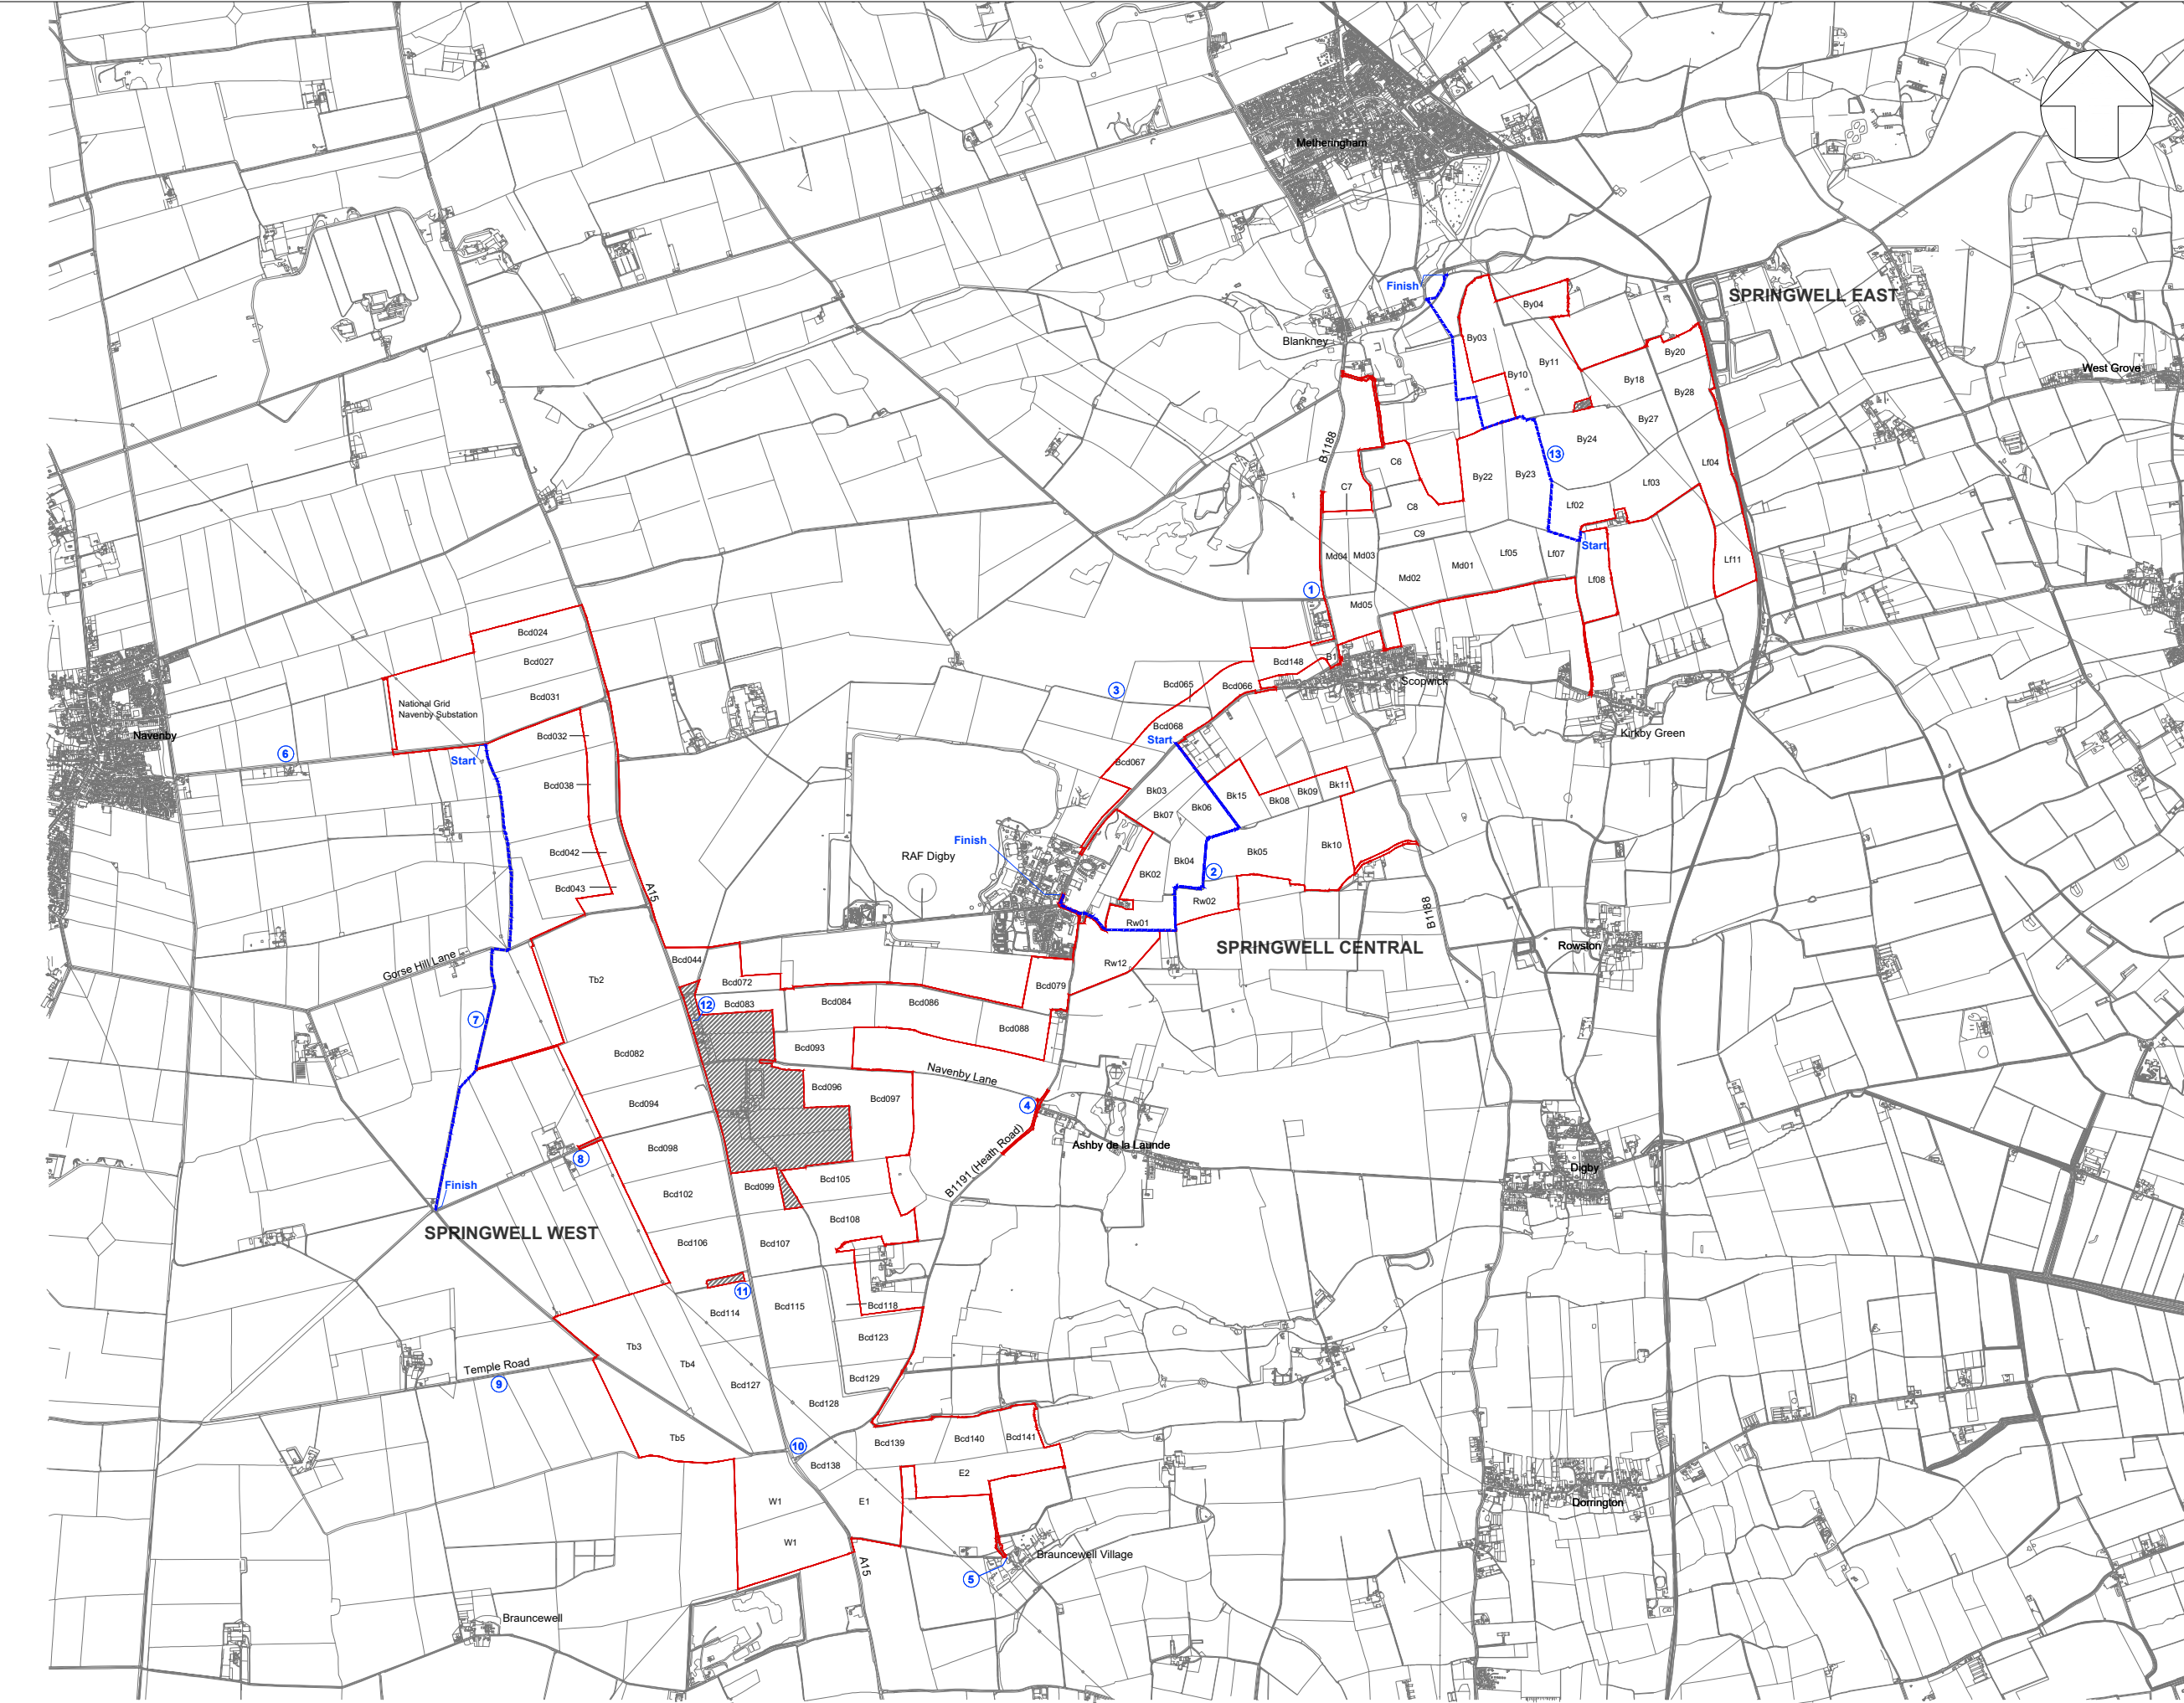 Metheringham
Finish
SPRINGWELL EAST
By04
Blankney
By03
By11
By20
West Grove
By10
By18
By28
By27
By24
B1188
13
C6
By22
By23
Lf04
C7
Lf03
C8
Lf02
C9
Start
Md04
Md03
Lf05
Lf07
Lf11
Md01
Md02
Lf08
1
Md05
Bcd024
Bcd027
B1
Bcd148
Scopwick
3
Bcd065
Bcd066
Bcd031
National Grid
Navenby Substation
Bcd068
Kirkby Green
Navenby
Bcd032
Start
6
Start
Bcd067
Bcd038
Bk03
Bk06
Bk15
Bk08
Bk09
Bk11
Bk07
Finish
Bcd042
RAF Digby
Bk04
Bk05
Bk10
Bcd043
A15
BK02
2
Rw02
B1188
Rw01
SPRINGWELL CENTRAL
Rowston
Gorse Hill Lane
Bcd044
Rw12
Tb2
Bcd072
Bcd079
12
Bcd083
Bcd084
Bcd086
7
Bcd088
Bcd093
Bcd082
Navenby Lane
Bcd096
Bcd097
Bcd094
4
Ashby de la Launde
Bcd098
8
B1191 (Heath Road)
Digby
Finish
Bcd099
Bcd105
Bcd102
SPRINGWELL WEST
Bcd108
Bcd106
Bcd107
11
Bcd114
Bcd115
Bcd118
Bcd123
Tb3
Temple Road
Tb4
9
Bcd127
Bcd129
Bcd128
Tb5
10
Bcd139
Bcd140
Bcd141
Bcd138
E2
W1
E1
Dorrington
W1
A15
Brauncewell Village
5
Brauncewell